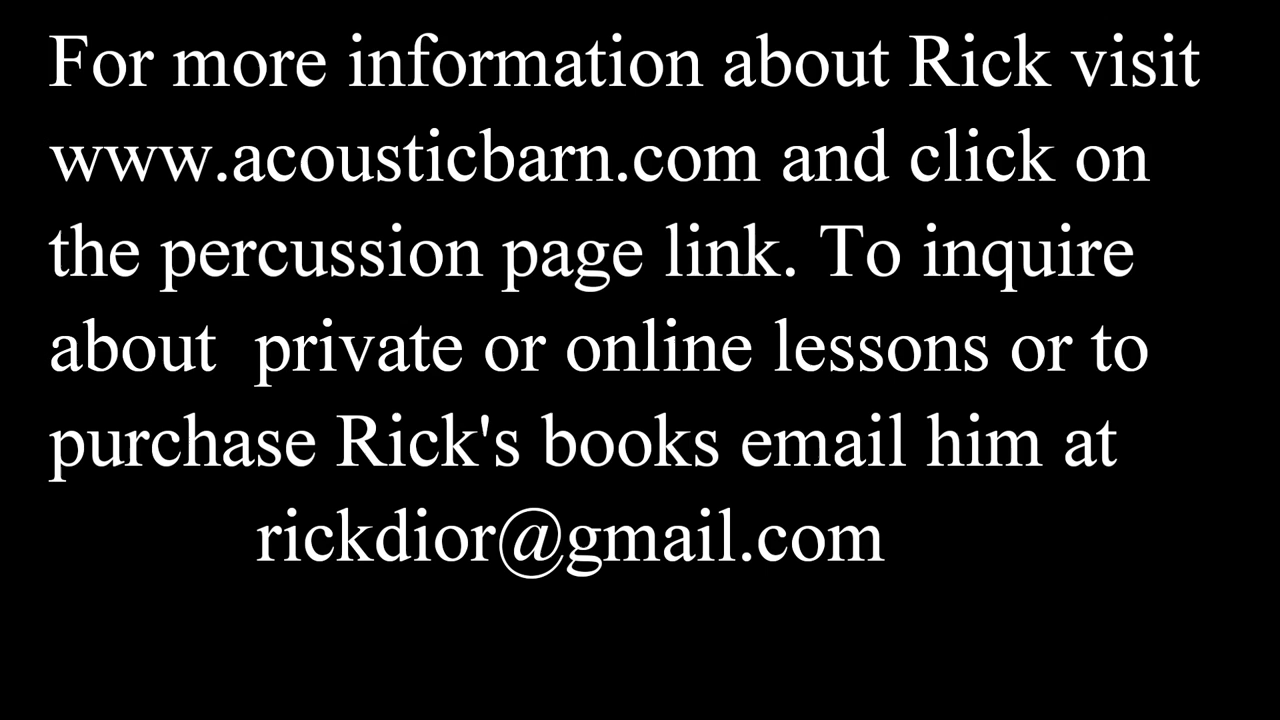 For more information about Rick visit
www.acousticbarn.com and click on
the percussion page link. To inquire
about  private or online lessons or to
purchase Rick's books email him at
rickdior@gmail.com